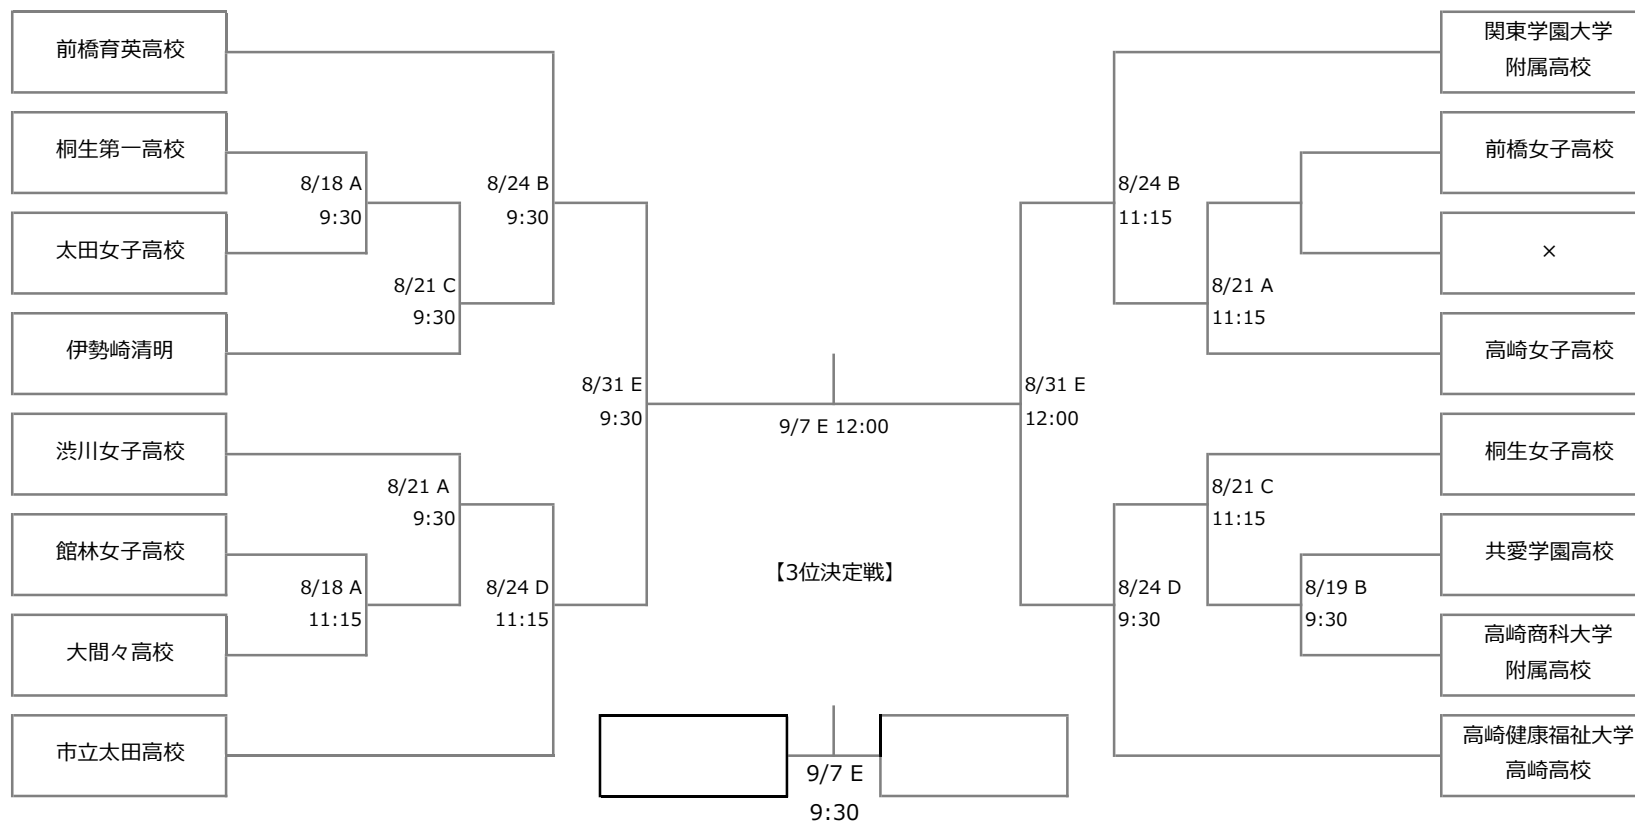 前橋育英高校
桐生第一高校
太田女子高校
伊勢崎清明
渋川女子高校
館林女子高校
大間々高校
市立太田高校
8/18 A
9:30
8/21 C
9:30
8/24 B
9:30
8/21 A
9:30
8/18 A
11:15
8/24 D
11:15
8/31 E
9:30
9/7 E 12:00
【3位決定戦】
9/7 E
9:30
8/31 E
12:00
8/24 B
11:15
8/21 A
11:15
8/21 C
11:15
8/24 D
9:30
8/19 B
9:30
関東学園大学
附属高校
前橋女子高校
×
高崎女子高校
桐生女子高校
共愛学園高校
高崎商科大学
附属高校
高崎健康福祉大学
高崎高校